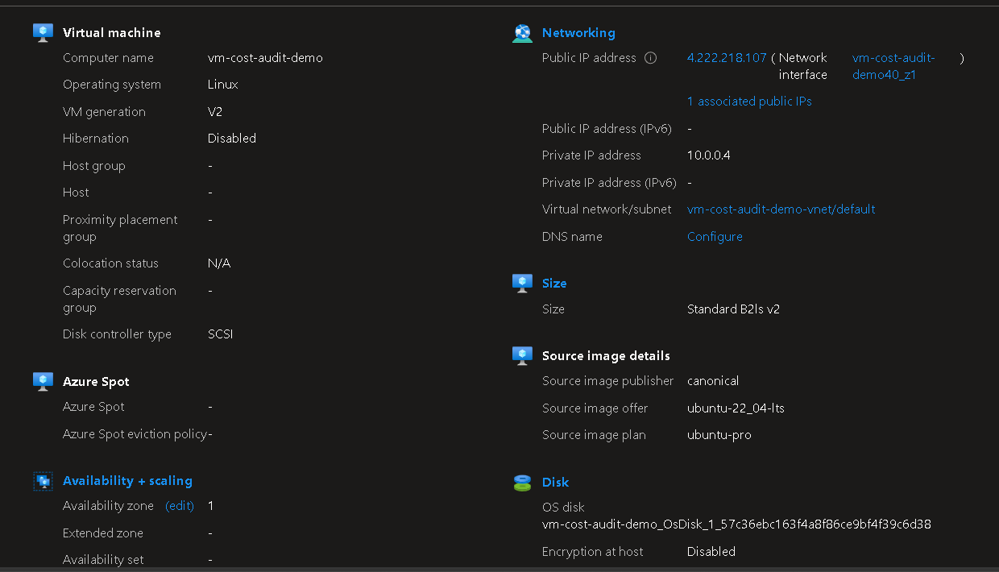 Virtual machine
Computer name vm-cost-audit-demo
Operating system Linux
VM generation V2
Hibernation Disabled
Host group -
Host -
Proximity placement group -
Colocation status N/A
Capacity reservation group -
Disk controller type SCSI
Azure Spot
Azure Spot -
Azure Spot eviction policy -
Availability + scaling
Availability zone (edit) 1
Extended zone -
Availability set -
Networking
Public IP address 4.222.218.107 ( Network interface vm-cost-audit-demo40_z1 )
1 associated public IPs
Public IP address (IPv6) -
Private IP address 10.0.0.4
Private IP address (IPv6) -
Virtual network/subnet vm-cost-audit-demo-vnet/default
DNS name Configure
Size
Size Standard B2ls v2
Source image details
Source image publisher canonical
Source image offer ubuntu-22_04-lts
Source image plan ubuntu-pro
Disk
OS disk
vm-cost-audit-demo_OsDisk_1_57c36ebc163f4a8f86ce9bf4f39c6d38
Encryption at host Disabled